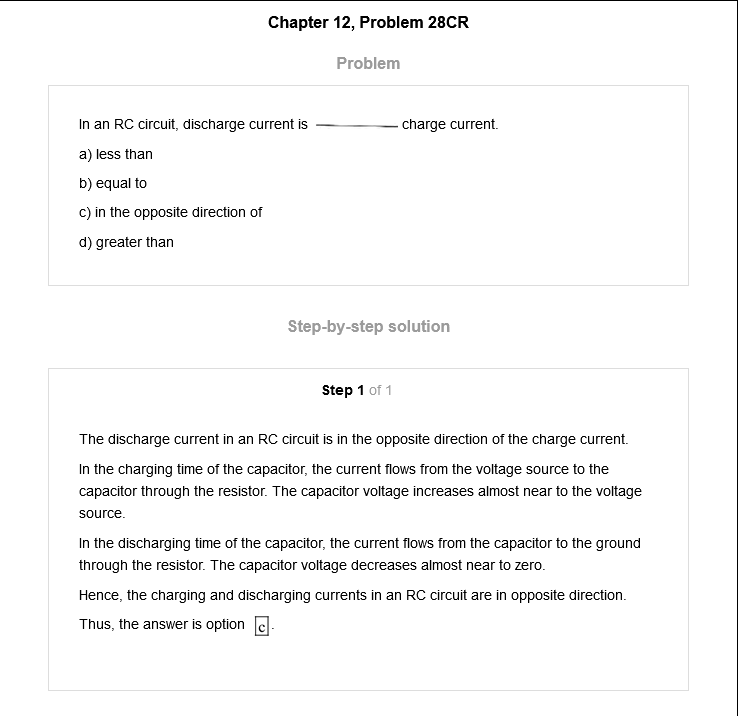 Chapter 12, Problem 28CR
Problem
In an RC circuit, discharge current is ________ charge current.
a) less than
b) equal to
c) in the opposite direction of
d) greater than
Step-by-step solution
Step 1 of 1
The discharge current in an RC circuit is in the opposite direction of the charge current.
In the charging time of the capacitor, the current flows from the voltage source to the
capacitor through the resistor. The capacitor voltage increases almost near to the voltage
source.
In the discharging time of the capacitor, the current flows from the capacitor to the ground
through the resistor. The capacitor voltage decreases almost near to zero.
Hence, the charging and discharging currents in an RC circuit are in opposite direction.
Thus, the answer is option c.